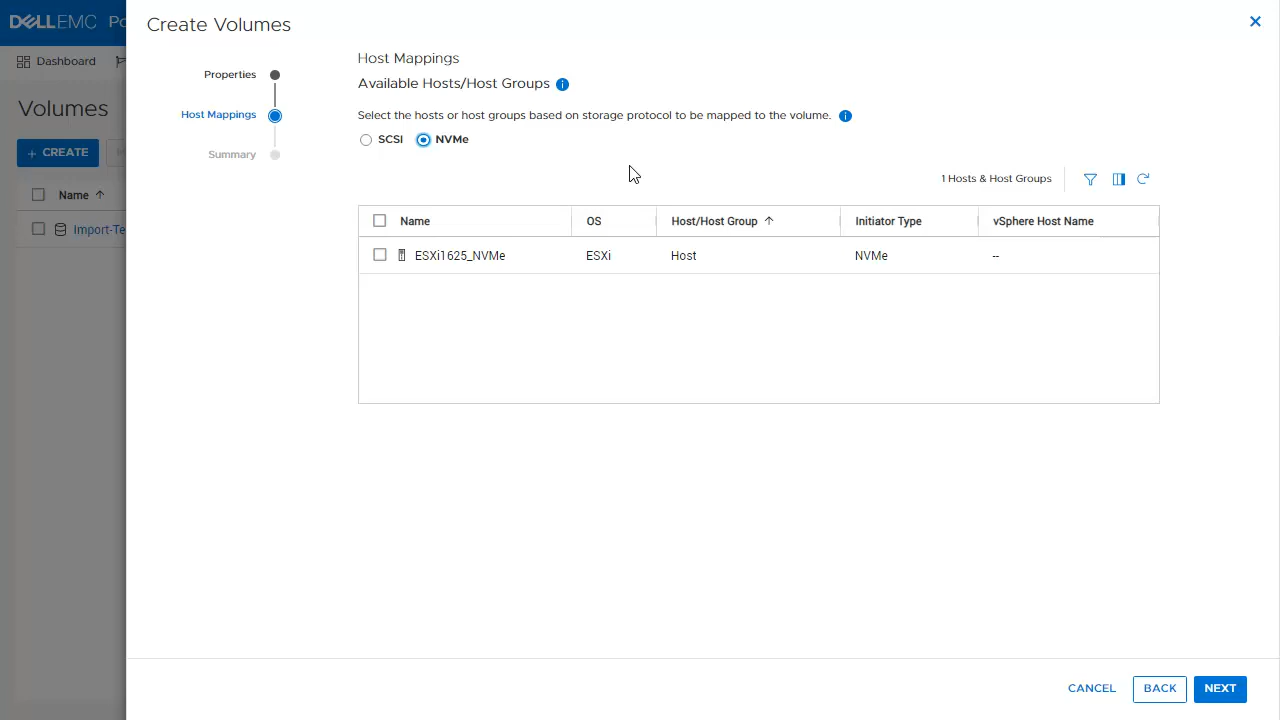 DELLEMC Po
Create Volumes
Dashboard
Volumes
+ CREATE
Name
Import-Te
Properties
Host Mappings
Summary
Host Mappings
Available Hosts/Host Groups
Select the hosts or host groups based on storage protocol to be mapped to the volume.
SCSI NVMe
1 Hosts & Host Groups
Name OS Host/Host Group Initiator Type vSphere Host Name
ESXi1625_NVMe ESXi Host NVMe --
CANCEL BACK NEXT